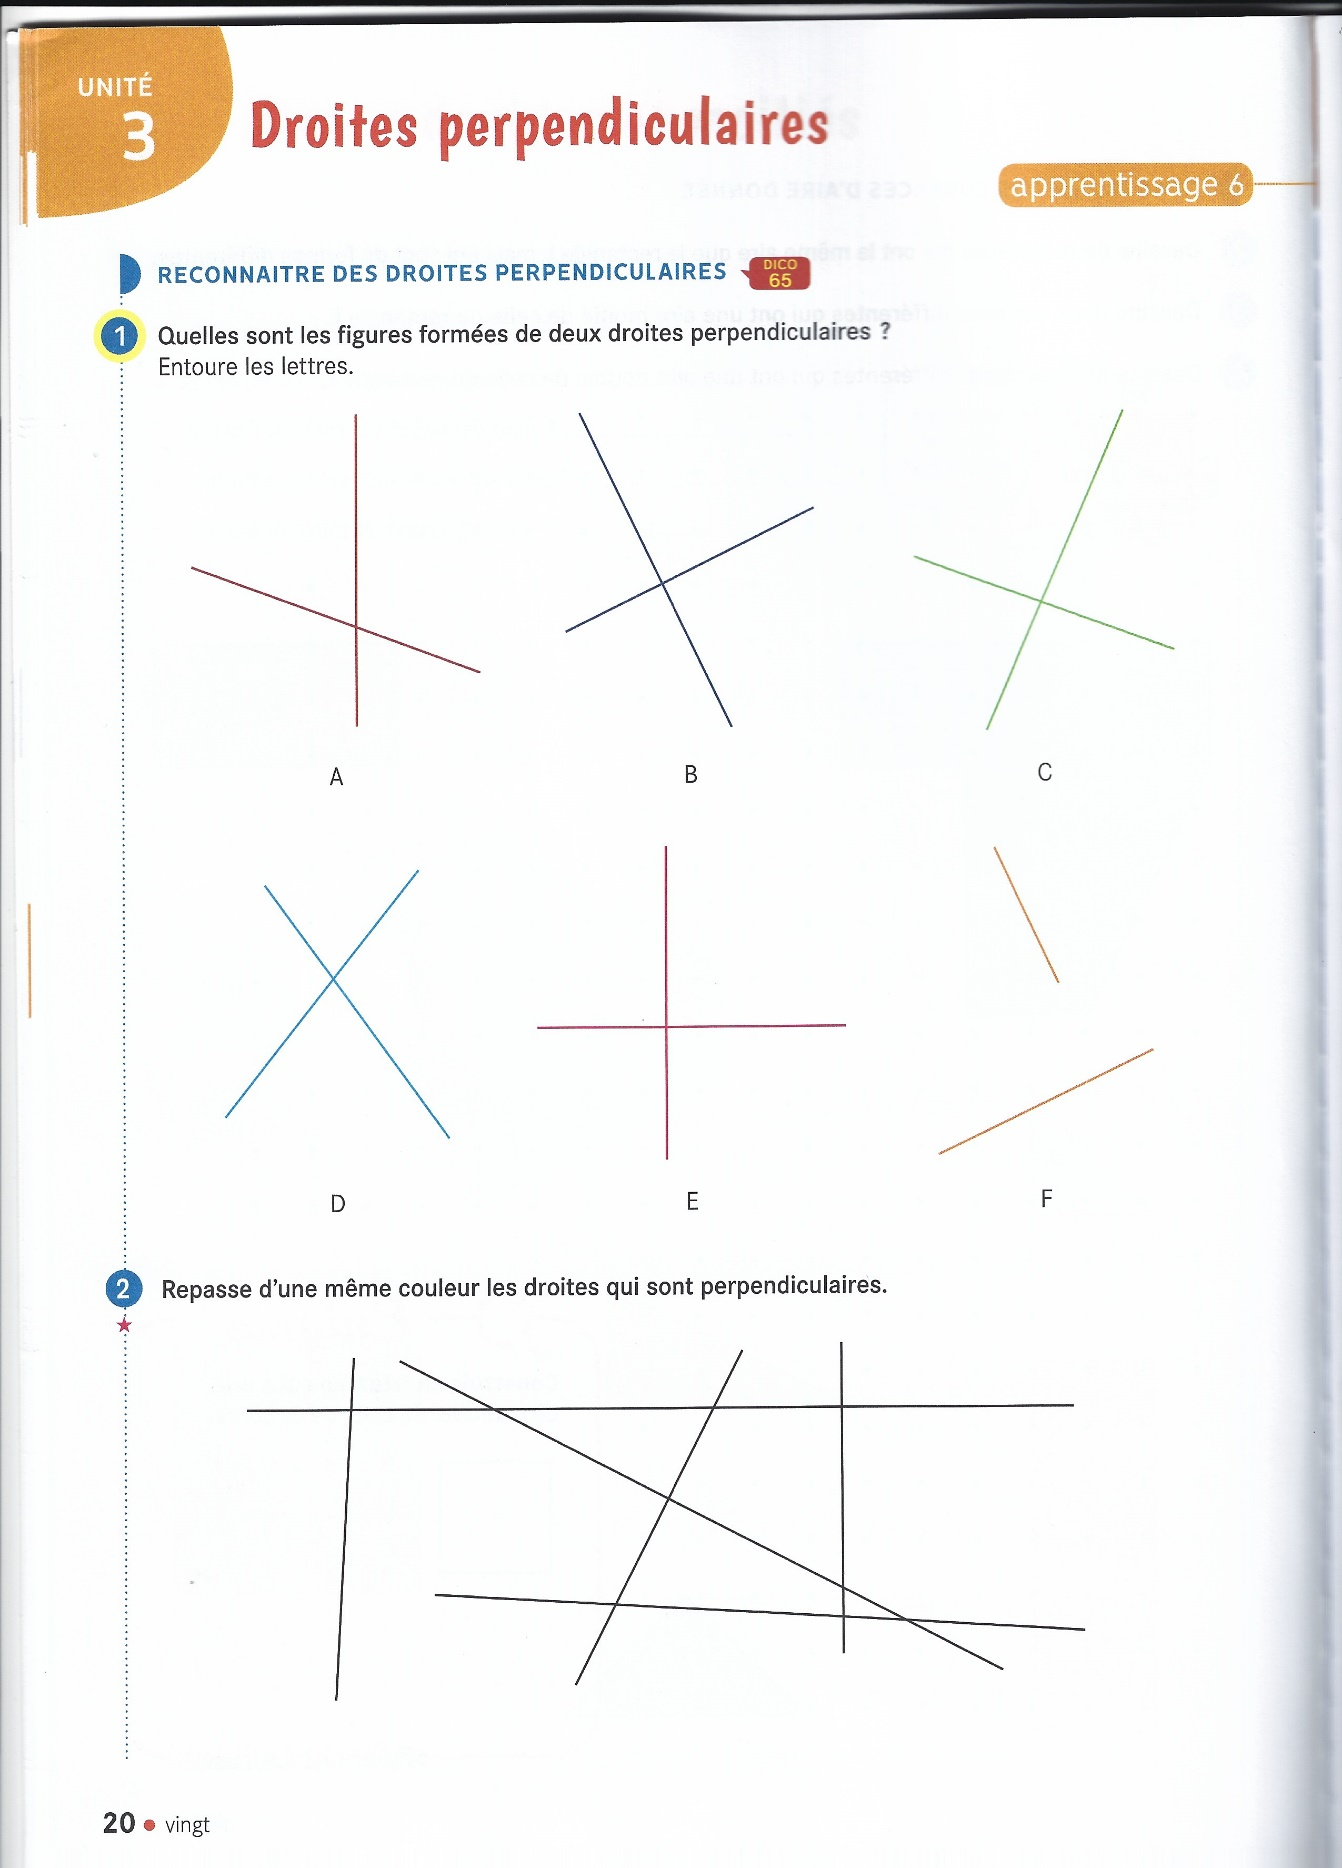 UNITÉ
3
Droites perpendiculaires
apprentissage 6
RECONNAITRE DES DROITES PERPENDICULAIRES DICO 65
1 Quelles sont les figures formées de deux droites perpendiculaires ?
Entoure les lettres.
A B C
D E F
2 Repasse d'une même couleur les droites qui sont perpendiculaires.
20 • vingt